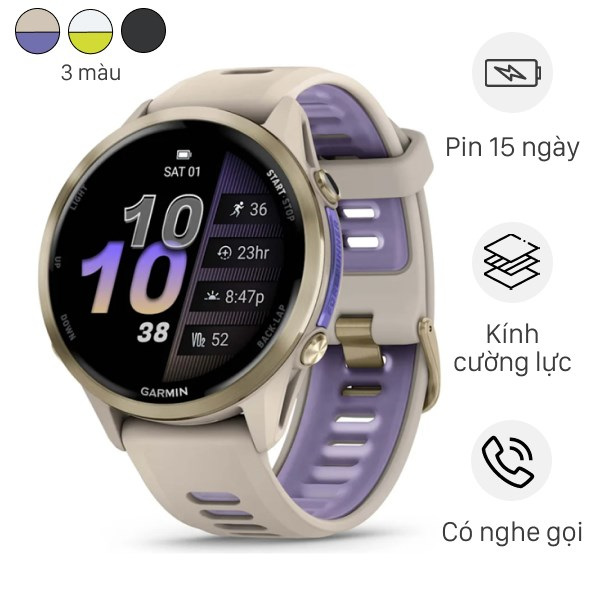 3 màu
Pin 15 ngày
SAT 01
LIGHT
START·STOP
10
36
10
23hr
UP
8:47p
38
VO₂ 52
DOWN
BACK·LAP
GARMIN
Kính
cường lực
Có nghe gọi